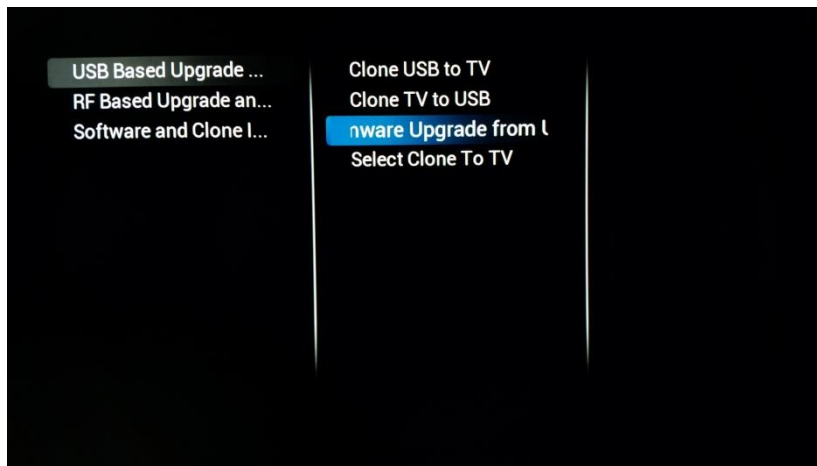 USB Based Upgrade ...
RF Based Upgrade an...
Software and Clone I...
Clone USB to TV
Clone TV to USB
nware Upgrade from U
Select Clone To TV